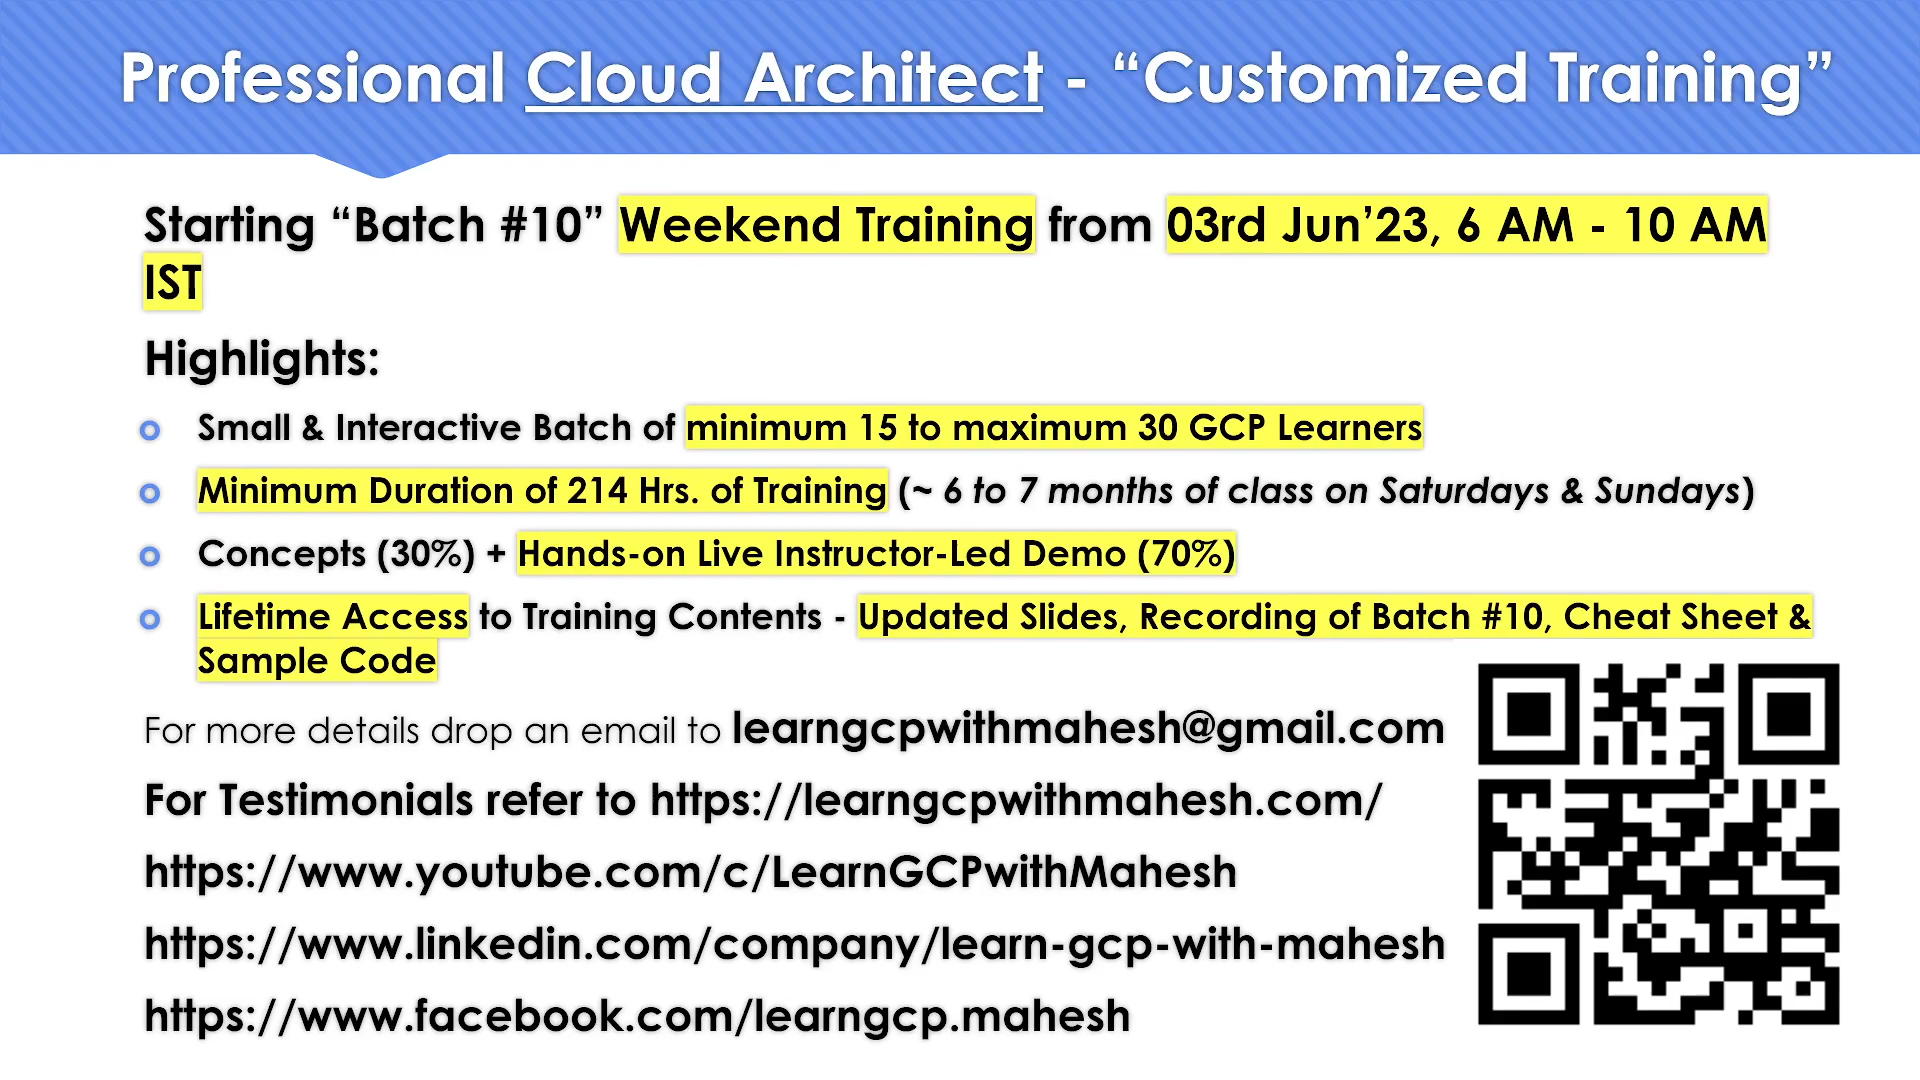 Professional Cloud Architect - “Customized Training”
Starting “Batch #10” Weekend Training from 03rd Jun’23, 6 AM - 10 AM
IST
Highlights:
Small & Interactive Batch of minimum 15 to maximum 30 GCP Learners
Minimum Duration of 214 Hrs. of Training (~ 6 to 7 months of class on Saturdays & Sundays)
Concepts (30%) + Hands-on Live Instructor-Led Demo (70%)
Lifetime Access to Training Contents - Updated Slides, Recording of Batch #10, Cheat Sheet &
Sample Code
For more details drop an email to learngcpwithmahesh@gmail.com
For Testimonials refer to https://learngcpwithmahesh.com/
https://www.youtube.com/c/LearnGCPwithMahesh
https://www.linkedin.com/company/learn-gcp-with-mahesh
https://www.facebook.com/learngcp.mahesh